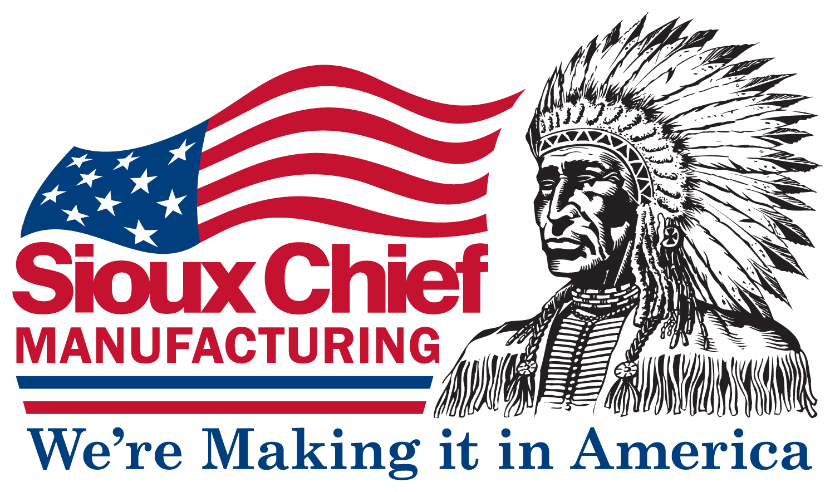 Sioux Chief
MANUFACTURING
We're Making it in America